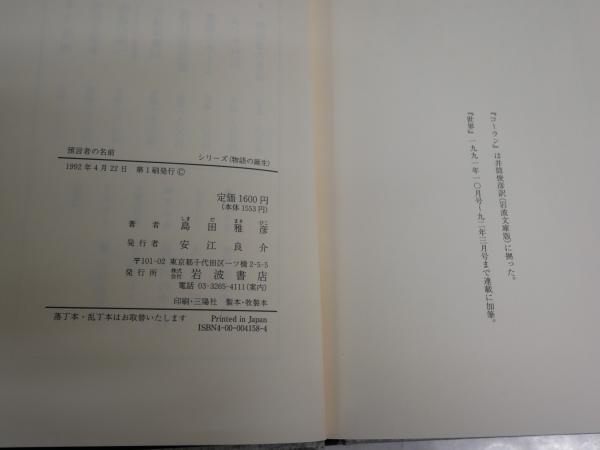 『コーラン』は井筒俊彦訳（岩波文庫版）に拠った。
『世界』一九九一年一〇月号〜九二年三月号まで連載に加筆。
預言者の名前
シリーズ〈物語の誕生〉
1992年4月22日 第1刷発行 ©
定価1600円
（本体1553円）
著者 島田雅彦
しまだまさひこ
発行者 安江良介
〒101-02 東京都千代田区一ツ橋2-5-5
発行所 株式会社 岩波書店
電話 03-3265-4111（案内）
印刷・三陽社 製本・牧製本
落丁本・乱丁本はお取替いたします
Printed in Japan
ISBN4-00-004158-4